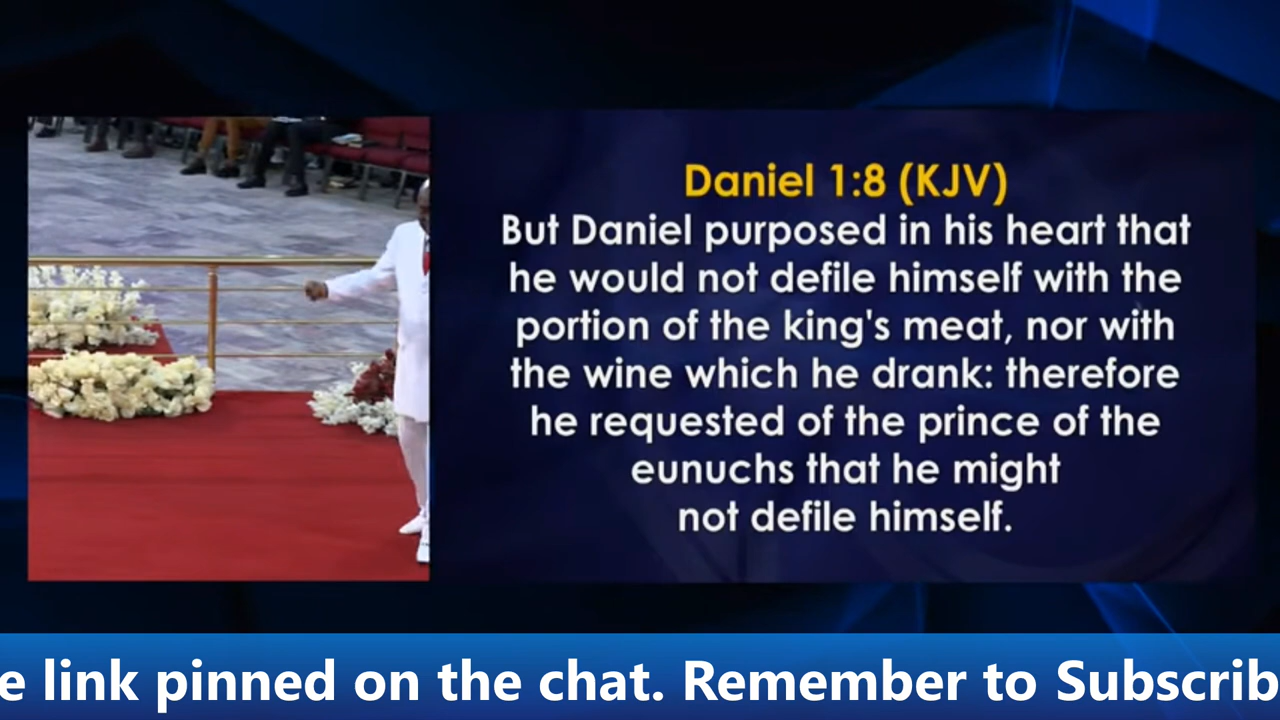 Daniel 1:8 (KJV)
But Daniel purposed in his heart that
he would not defile himself with the
portion of the king's meat, nor with
the wine which he drank: therefore
he requested of the prince of the
eunuchs that he might
not defile himself.
e link pinned on the chat. Remember to Subscrib